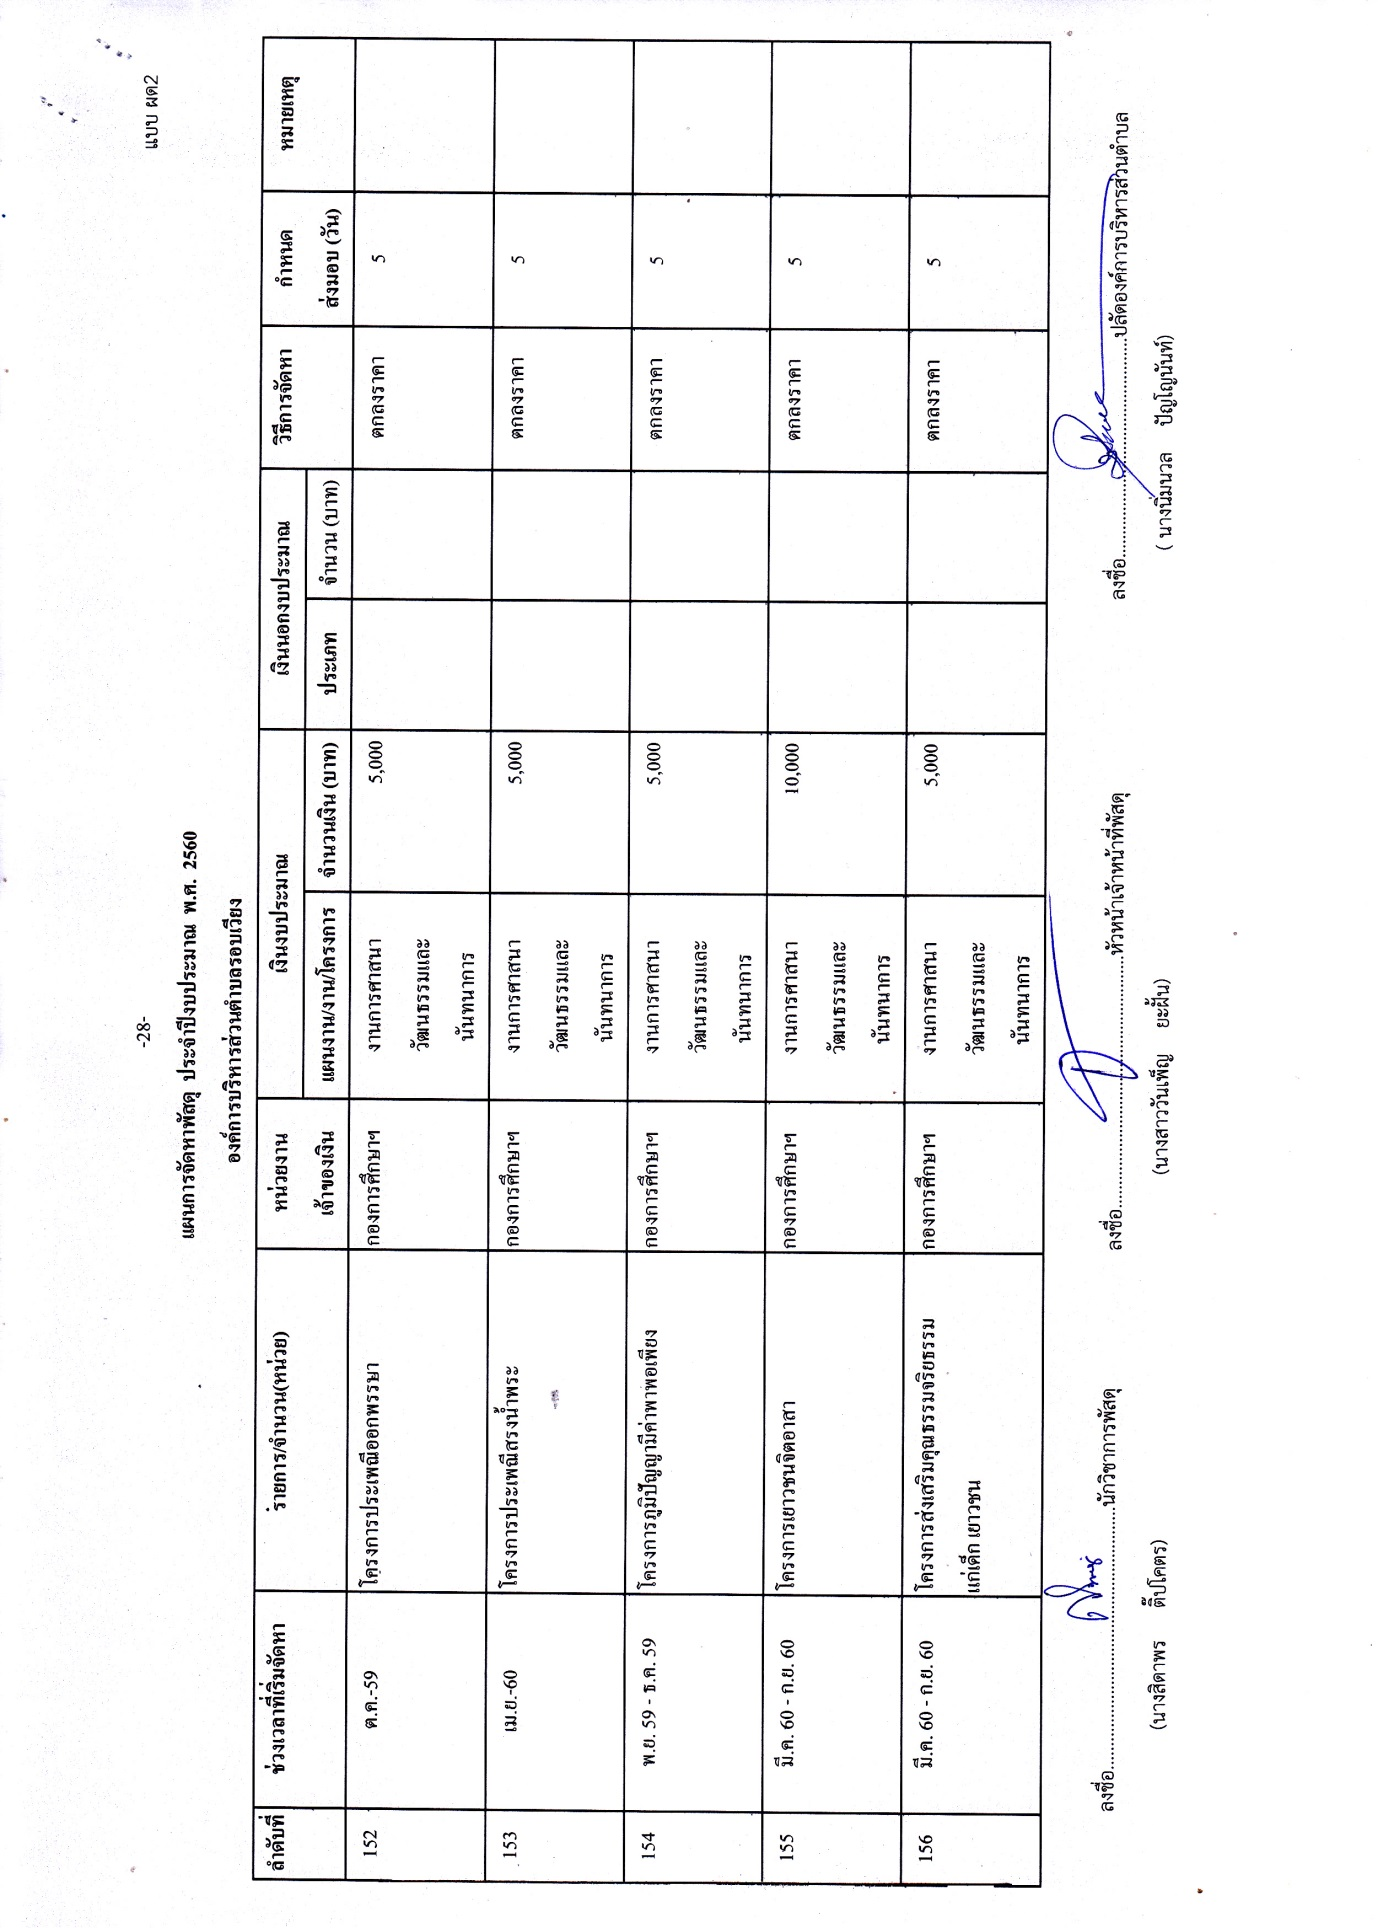 -28-
แบบ ผด2
แผนการจัดหาพัสดุ ประจำปีงบประมาณ พ.ศ. 2560
องค์การบริหารส่วนตำบลรอบเวียง
ลำดับที่ ช่วงเวลาที่เริ่มจัดหา รายการ/จำนวน(หน่วย) หน่วยงาน เงินงบประมาณ เงินนอกงบประมาณ วิธีการจัดหา กำหนด หมายเหตุ
เจ้าของเงิน แผนงาน/งาน/โครงการ จำนวนเงิน (บาท) ประเภท จำนวน (บาท) ส่งมอบ (วัน)
152 ต.ค.-59 โครงการประเพณีออกพรรษา กองการศึกษาฯ งานการศาสนา 5,000 ตกลงราคา 5
วัฒนธรรมและ
นันทนาการ
153 เม.ย.-60 โครงการประเพณีสรงน้ำพระ กองการศึกษาฯ งานการศาสนา 5,000 ตกลงราคา 5
วัฒนธรรมและ
นันทนาการ
154 พ.ย. 59 - ธ.ค. 59 โครงการภูมิปัญญามีค่าพาพอเพียง กองการศึกษาฯ งานการศาสนา 5,000 ตกลงราคา 5
วัฒนธรรมและ
นันทนาการ
155 มี.ค. 60 - ก.ย. 60 โครงการเยาวชนจิตอาสา กองการศึกษาฯ งานการศาสนา 10,000 ตกลงราคา 5
วัฒนธรรมและ
นันทนาการ
156 มี.ค. 60 - ก.ย. 60 โครงการส่งเสริมคุณธรรมจริยธรรม กองการศึกษาฯ งานการศาสนา 5,000 ตกลงราคา 5
แก่เด็ก เยาวชน วัฒนธรรมและ
นันทนาการ
ลงชื่อ นักวิชาการพัสดุ ลงชื่อ หัวหน้าเจ้าหน้าที่พัสดุ ลงชื่อ ปลัดองค์การบริหารส่วนตำบล
(นางสิดาพร ติ๊บโคตร) (นางสาววันเพ็ญ ยะฝั้น) ( นางนิ่มนวล ปัญโญนันท์)